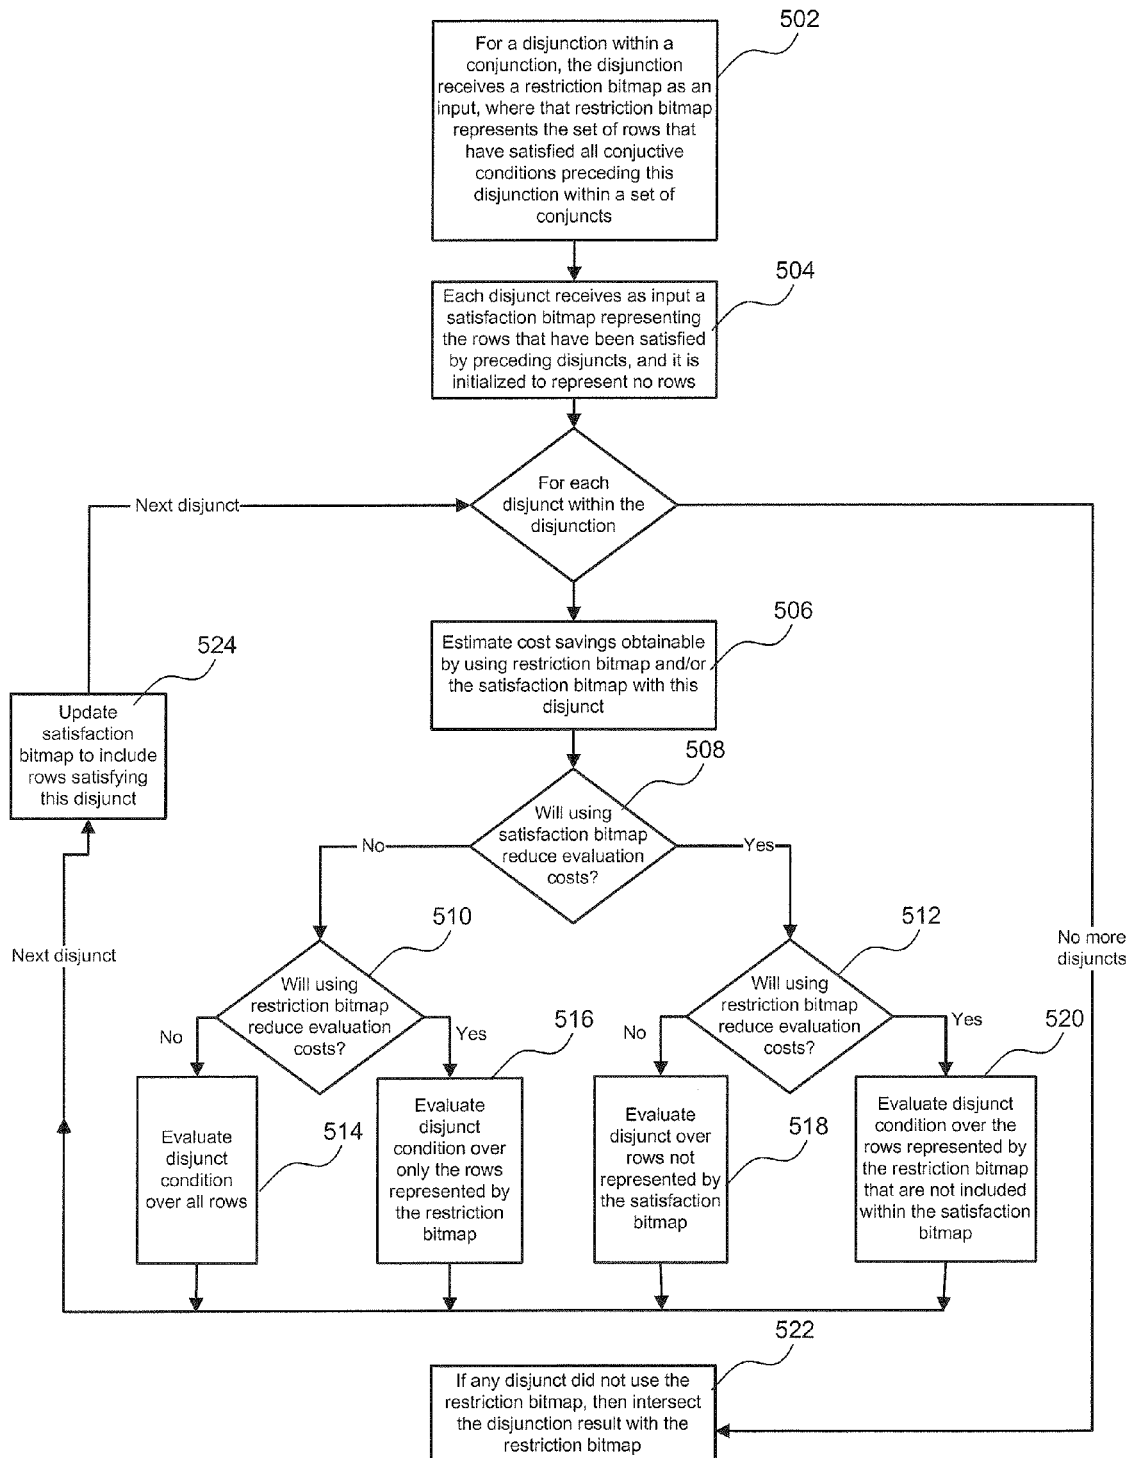 502
For a disjunction within a
conjunction, the disjunction
receives a restriction bitmap as an
input, where that restriction bitmap
represents the set of rows that
have satisfied all conjuctive
conditions preceding this
disjunction within a set of
conjuncts
504
Each disjunct receives as input a
satisfaction bitmap representing
the rows that have been satisfied
by preceding disjuncts, and it is
initialized to represent no rows
Next disjunct
For each
disjunct within the
disjunction
506
Estimate cost savings obtainable
by using restriction bitmap and/or
the satisfaction bitmap with this
disjunct
524
Update
satisfaction
bitmap to include
rows satisfying
this disjunct
508
Will using
satisfaction bitmap
reduce evaluation
costs?
No
Yes
510
512
Next disjunct
No more
disjuncts
Will using
restriction bitmap
reduce evaluation
costs?
No
Yes
Will using
restriction bitmap
reduce evaluation
costs?
No
Yes
516
520
Evaluate
disjunct
condition
over all rows
514
Evaluate
disjunct
condition over
only the rows
represented by
the restriction
bitmap
Evaluate
disjunct over
rows not
represented by
the satisfaction
bitmap
518
Evaluate disjunct
condition over the
rows represented by
the restriction bitmap
that are not included
within the satisfaction
bitmap
522
If any disjunct did not use the
restriction bitmap, then intersect
the disjunction result with the
restriction bitmap